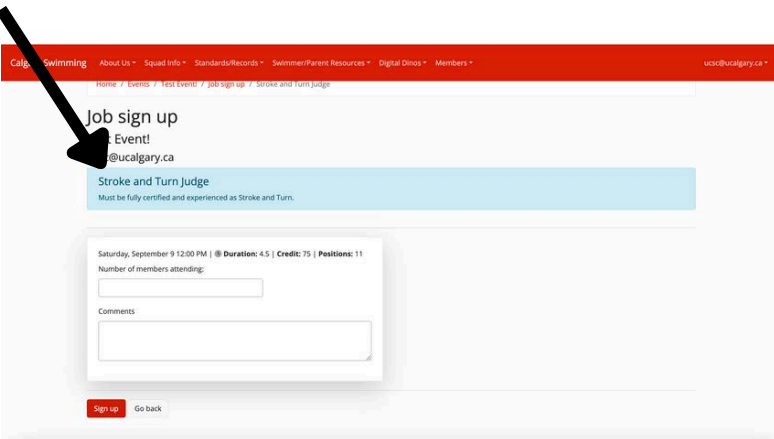 Swimming About Us Squad Info Standards/Records Swimmer/Parent Resources Digital Dinos Members ucsc@ucalgary.ca
Home / Events / Test Event! / Job sign up / Stroke and Turn Judge
Job sign up
Event!
@ucalgary.ca
Stroke and Turn Judge
Must be fully certified and experienced as Stroke and Turn.
Saturday, September 9 12:00 PM | Duration: 4.5 | Credit: 75 | Positions: 11
Number of members attending:
Comments
Sign up Go back